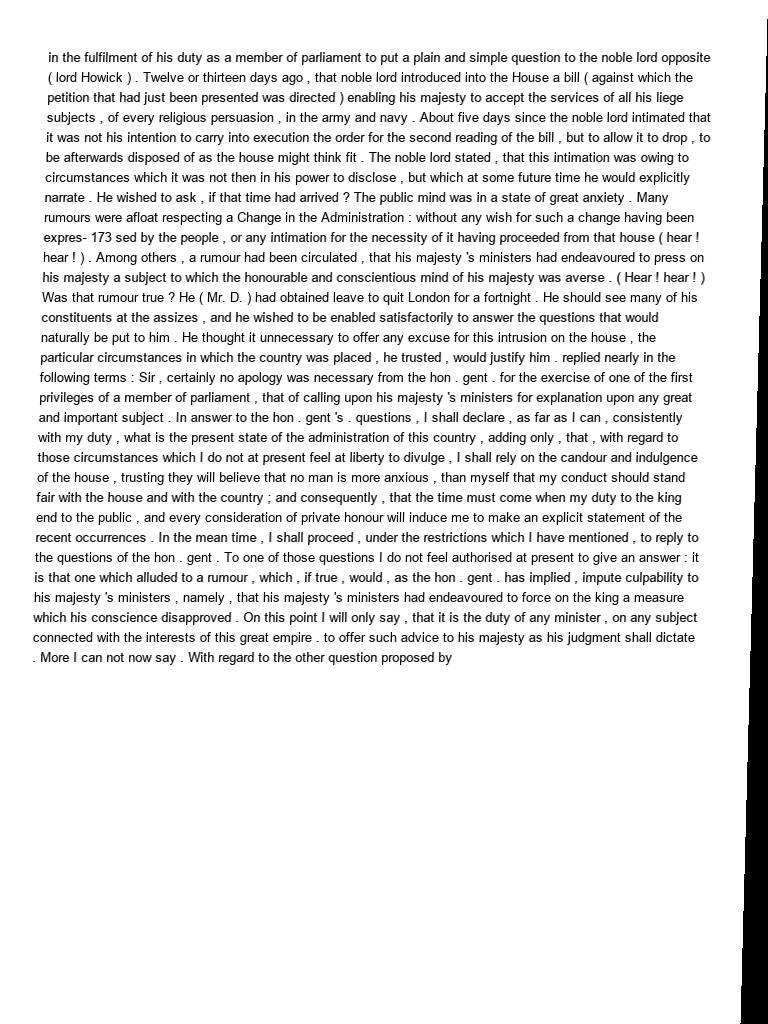 in the fulfilment of his duty as a member of parliament to put a plain and simple question to the noble lord opposite
( lord Howick ) . Twelve or thirteen days ago , that noble lord introduced into the House a bill ( against which the
petition that had just been presented was directed ) enabling his majesty to accept the services of all his liege
subjects , of every religious persuasion , in the army and navy . About five days since the noble lord intimated that
it was not his intention to carry into execution the order for the second reading of the bill , but to allow it to drop , to
be afterwards disposed of as the house might think fit . The noble lord stated , that this intimation was owing to
circumstances which it was not then in his power to disclose , but which at some future time he would explicitly
narrate . He wished to ask , if that time had arrived ? The public mind was in a state of great anxiety . Many
rumours were afloat respecting a Change in the Administration : without any wish for such a change having been
expres- 173 sed by the people , or any intimation for the necessity of it having proceeded from that house ( hear !
hear ! ) . Among others , a rumour had been circulated , that his majesty 's ministers had endeavoured to press on
his majesty a subject to which the honourable and conscientious mind of his majesty was averse . ( Hear ! hear ! )
Was that rumour true ? He ( Mr. D. ) had obtained leave to quit London for a fortnight . He should see many of his
constituents at the assizes , and he wished to be enabled satisfactorily to answer the questions that would
naturally be put to him . He thought it unnecessary to offer any excuse for this intrusion on the house , the
particular circumstances in which the country was placed , he trusted , would justify him . replied nearly in the
following terms : Sir , certainly no apology was necessary from the hon . gent . for the exercise of one of the first
privileges of a member of parliament , that of calling upon his majesty 's ministers for explanation upon any great
and important subject . In answer to the hon . gent 's . questions , I shall declare , as far as I can , consistently
with my duty , what is the present state of the administration of this country , adding only , that , with regard to
those circumstances which I do not at present feel at liberty to divulge , I shall rely on the candour and indulgence
of the house , trusting they will believe that no man is more anxious , than myself that my conduct should stand
fair with the house and with the country ; and consequently , that the time must come when my duty to the king
end to the public , and every consideration of private honour will induce me to make an explicit statement of the
recent occurrences . In the mean time , I shall proceed , under the restrictions which I have mentioned , to reply to
the questions of the hon . gent . To one of those questions I do not feel authorised at present to give an answer : it
is that one which alluded to a rumour , which , if true , would , as the hon . gent . has implied , impute culpability to
his majesty 's ministers , namely , that his majesty 's ministers had endeavoured to force on the king a measure
which his conscience disapproved . On this point I will only say , that it is the duty of any minister , on any subject
connected with the interests of this great empire . to offer such advice to his majesty as his judgment shall dictate
. More I can not now say . With regard to the other question proposed by